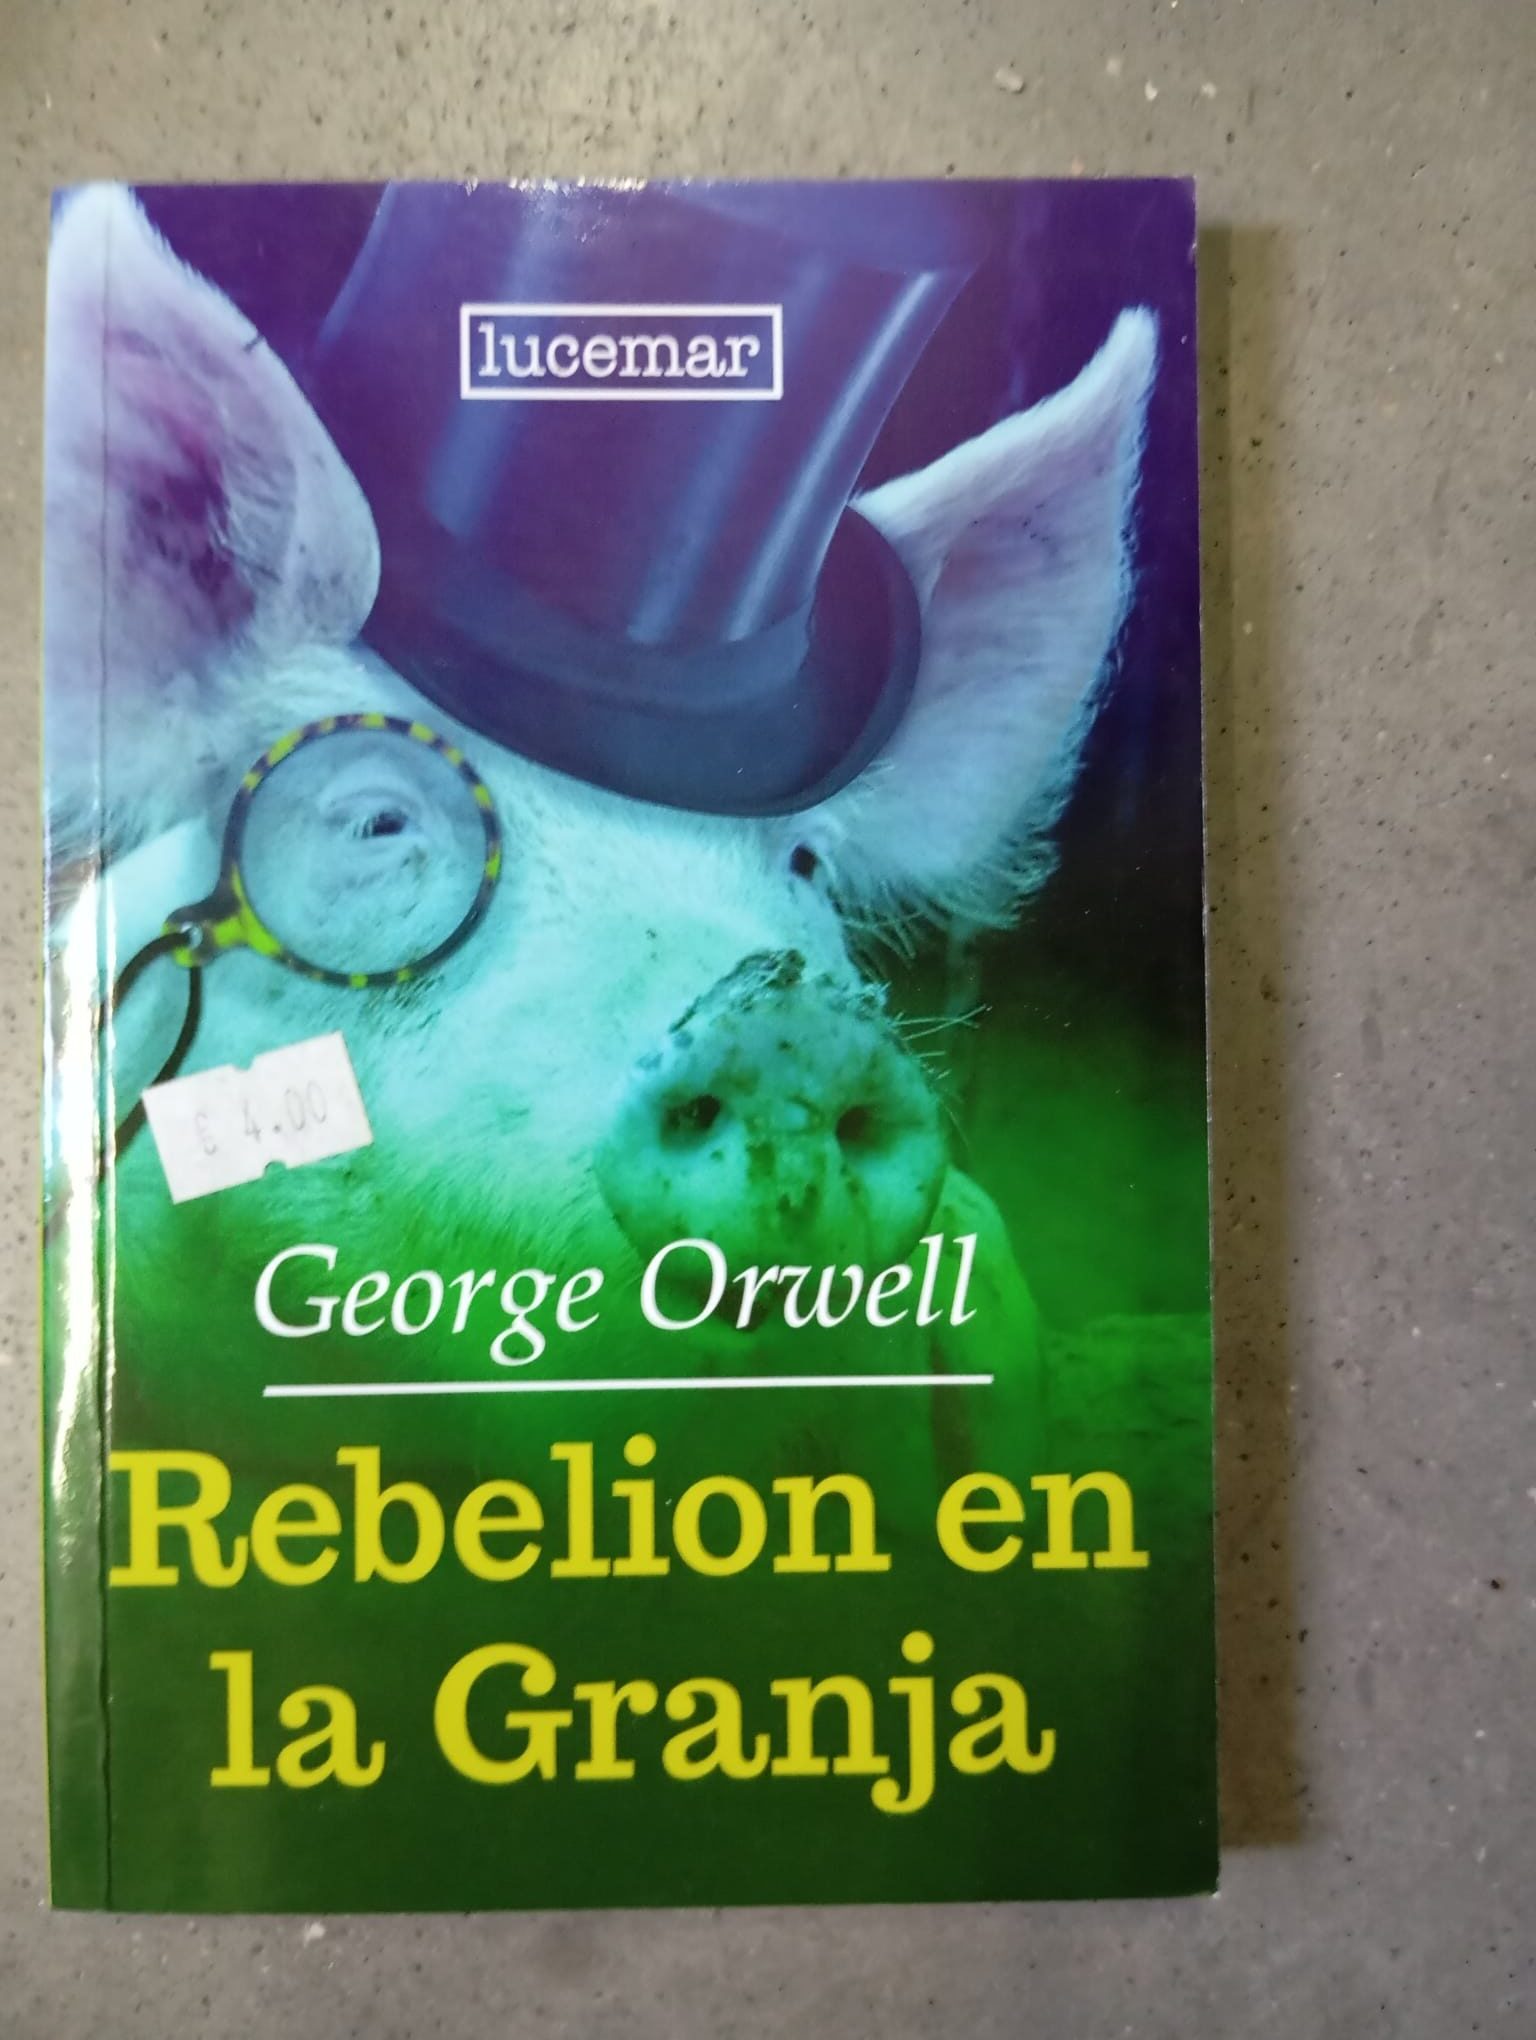 lucemar
€ 4.00
George Orwell
Rebelion en
la Granja